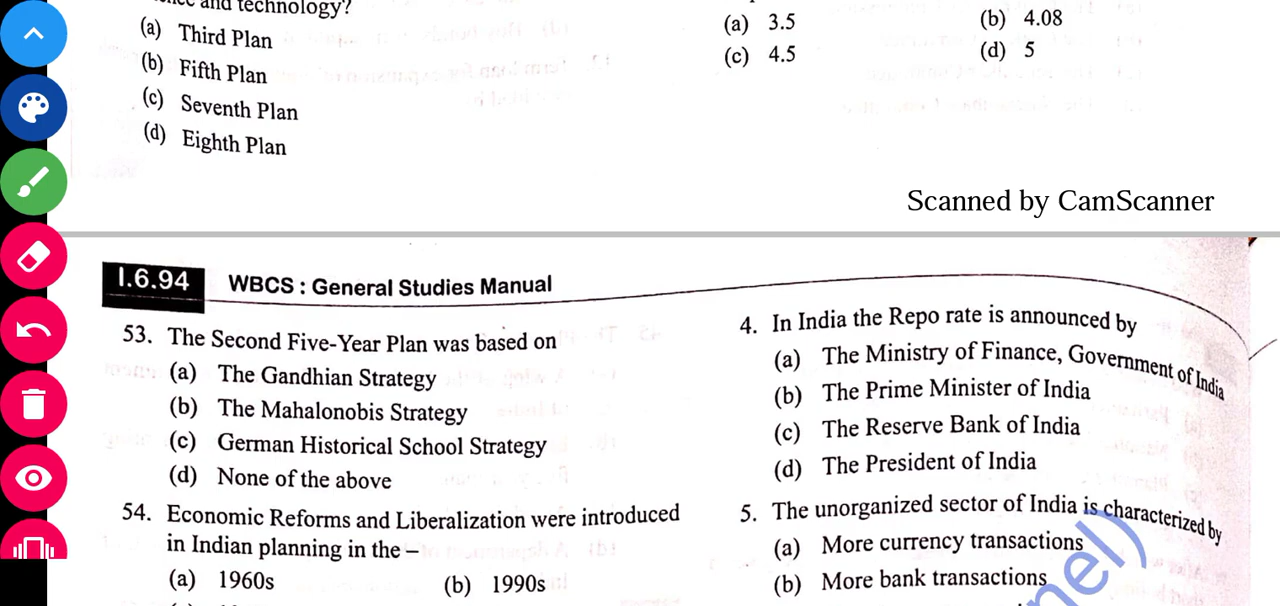 and technology?
(a) Third Plan
(b) Fifth Plan
(c) Seventh Plan
(d) Eighth Plan
(a) 3.5
(b) 4.08
(c) 4.5
(d) 5
Scanned by CamScanner
I.6.94
WBCS : General Studies Manual
53. The Second Five-Year Plan was based on
(a) The Gandhian Strategy
(b) The Mahalonobis Strategy
(c) German Historical School Strategy
(d) None of the above
54. Economic Reforms and Liberalization were introduced
in Indian planning in the –
(a) 1960s (b) 1990s
4. In India the Repo rate is announced by
(a) The Ministry of Finance, Government of India
(b) The Prime Minister of India
(c) The Reserve Bank of India
(d) The President of India
5. The unorganized sector of India is characterized by
(a) More currency transactions
(b) More bank transactions
nel)